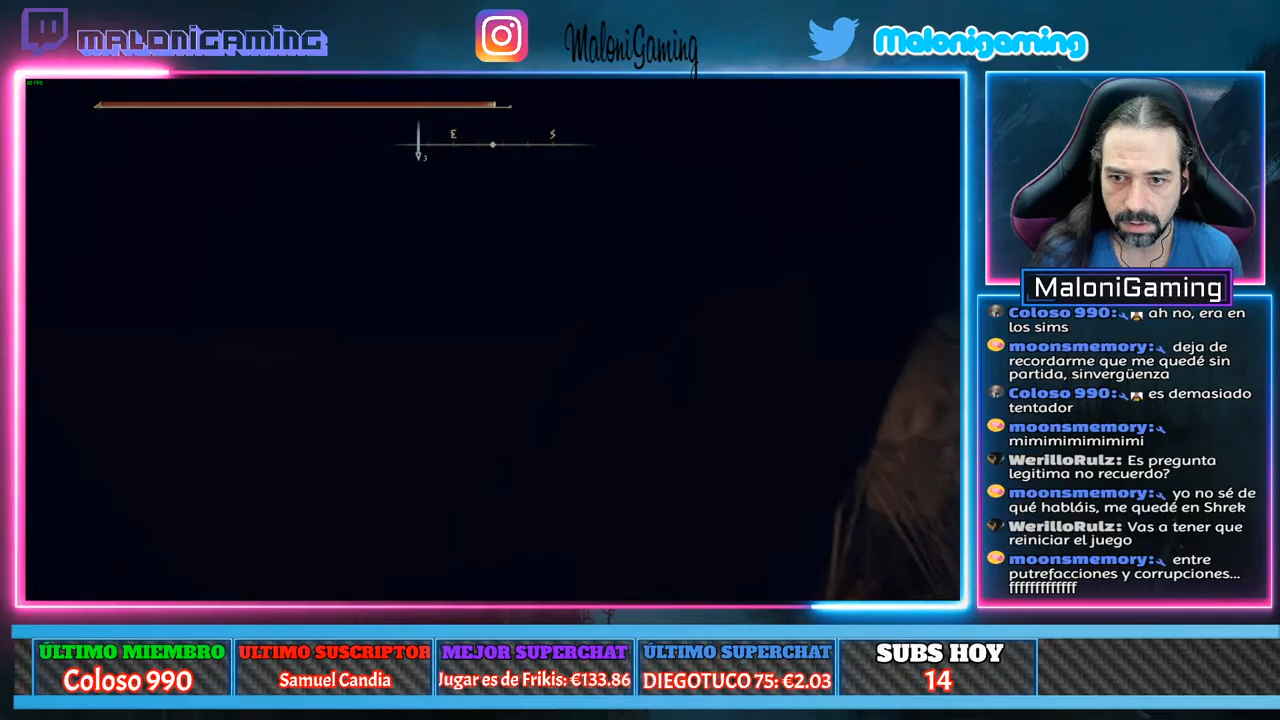 MALONIGAMING
MaloniGaming
Malonigaming
60 FPS
E
S
3
MaloniGaming
Coloso 990: ah no, era en
los sims
moonsmemory: deja de
recordarme que me quedé sin
partida, sinvergüenza
Coloso 990: es demasiado
tentador
moonsmemory:
mimimimimimimi
WerilloRulz: Es pregunta
legitima no recuerdo?
moonsmemory: yo no sé de
qué habláis, me quedé en Shrek
WerilloRulz: Vas a tener que
reiniciar el juego
moonsmemory: entre
putrefacciones y corrupciones...
fffffffffffff
ÚLTIMO MIEMBRO
Coloso 990
ULTIMO SUSCRIPTOR
Samuel Candia
MEJOR SUPERCHAT
Jugar es de Frikis: €133.86
ÚLTIMO SUPERCHAT
DIEGOTUCO 75: €2.03
SUBS HOY
14